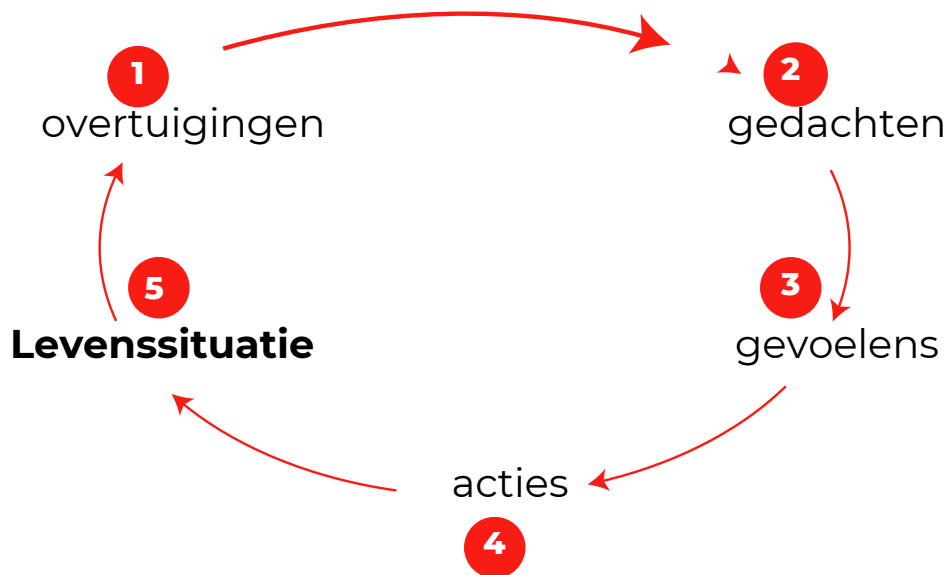 1
overtuigingen
2
gedachten
3
gevoelens
acties
4
5
Levenssituatie